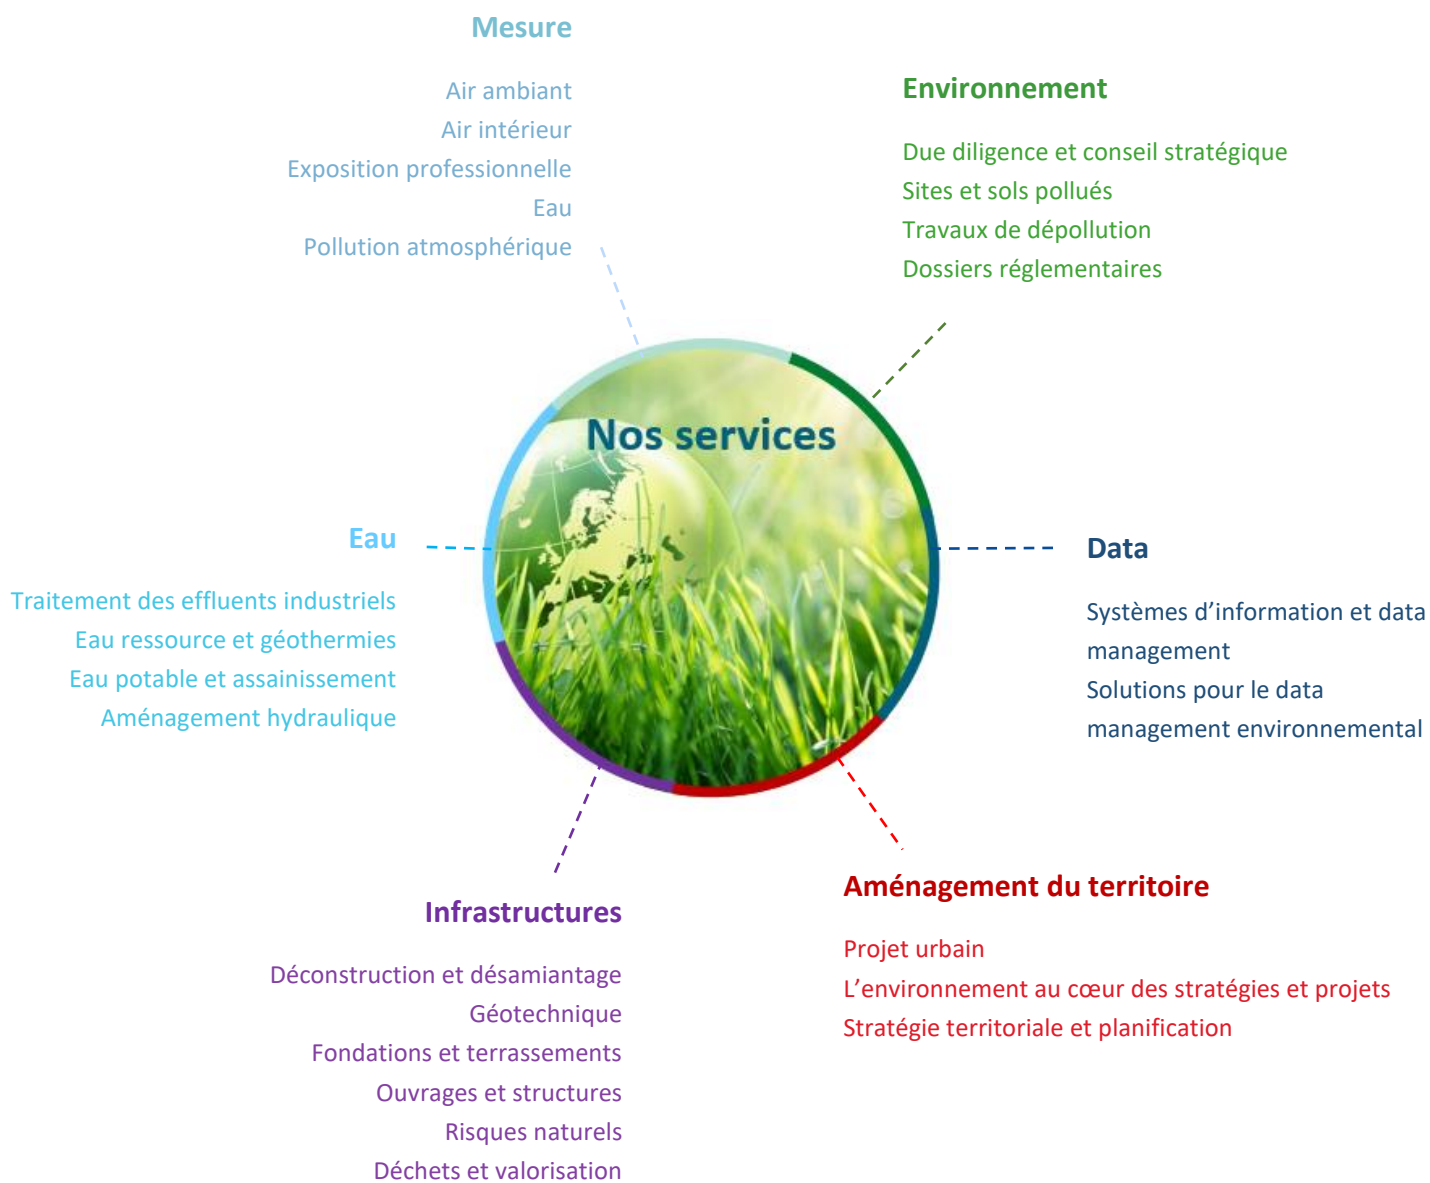 Mesure
Air ambiant
Air intérieur
Exposition professionnelle
Eau
Pollution atmosphérique
Environnement
Due diligence et conseil stratégique
Sites et sols pollués
Travaux de dépollution
Dossiers réglementaires
Nos services
Eau
Traitement des effluents industriels
Eau ressource et géothermies
Eau potable et assainissement
Aménagement hydraulique
Data
Systèmes d’information et data
management
Solutions pour le data
management environnemental
Infrastructures
Déconstruction et désamiantage
Géotechnique
Fondations et terrassements
Ouvrages et structures
Risques naturels
Déchets et valorisation
Aménagement du territoire
Projet urbain
L’environnement au cœur des stratégies et projets
Stratégie territoriale et planification